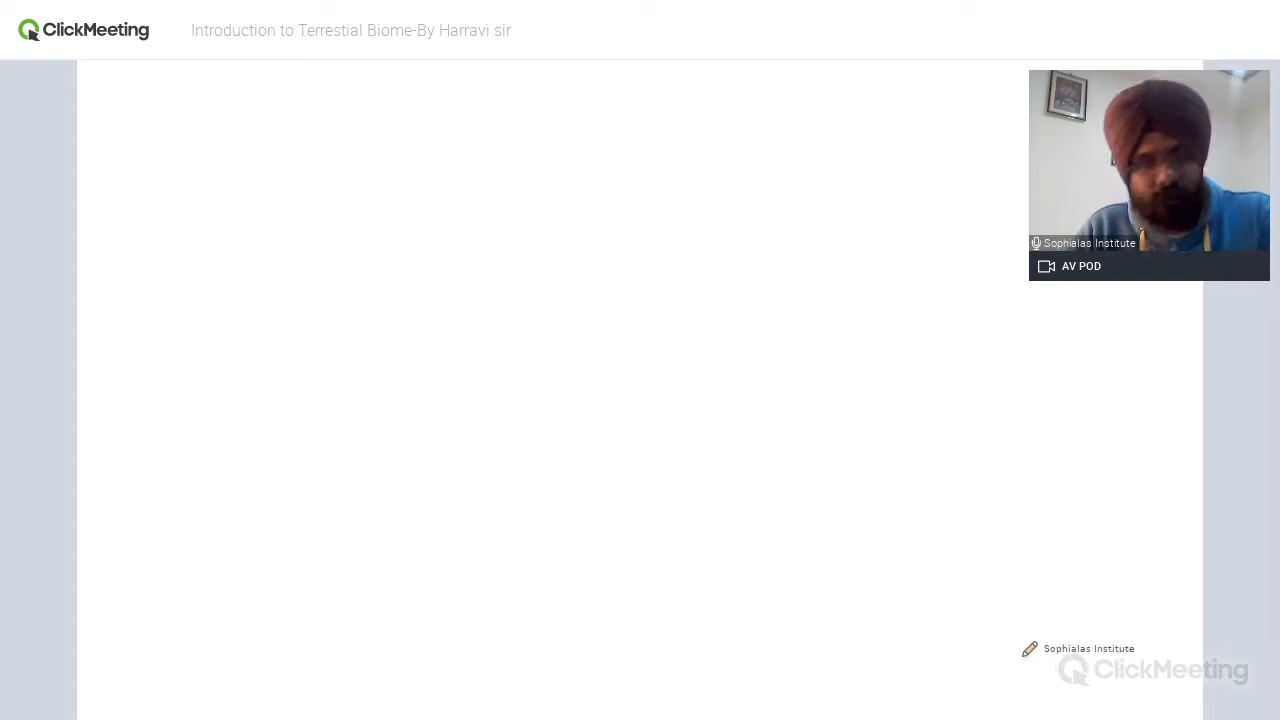 ClickMeeting
Introduction to Terrestial Biome-By Harravi sir
Sophialas Institute
AV POD
Sophialas Institute
ClickMeeting